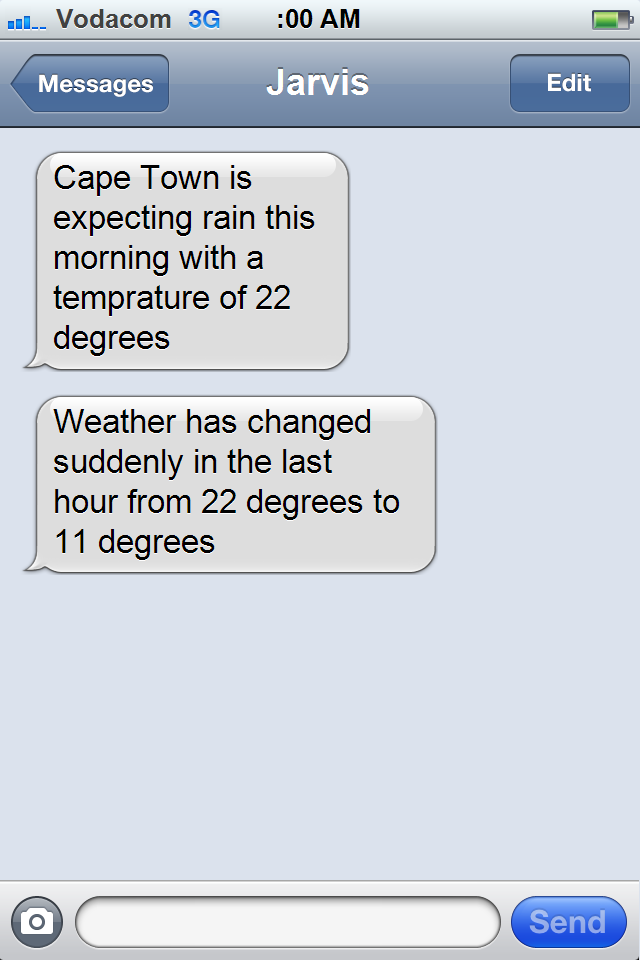 Vodacom 3G :00 AM
Messages Jarvis Edit
Cape Town is
expecting rain this
morning with a
temprature of 22
degrees
Weather has changed
suddenly in the last
hour from 22 degrees to
11 degrees
Send